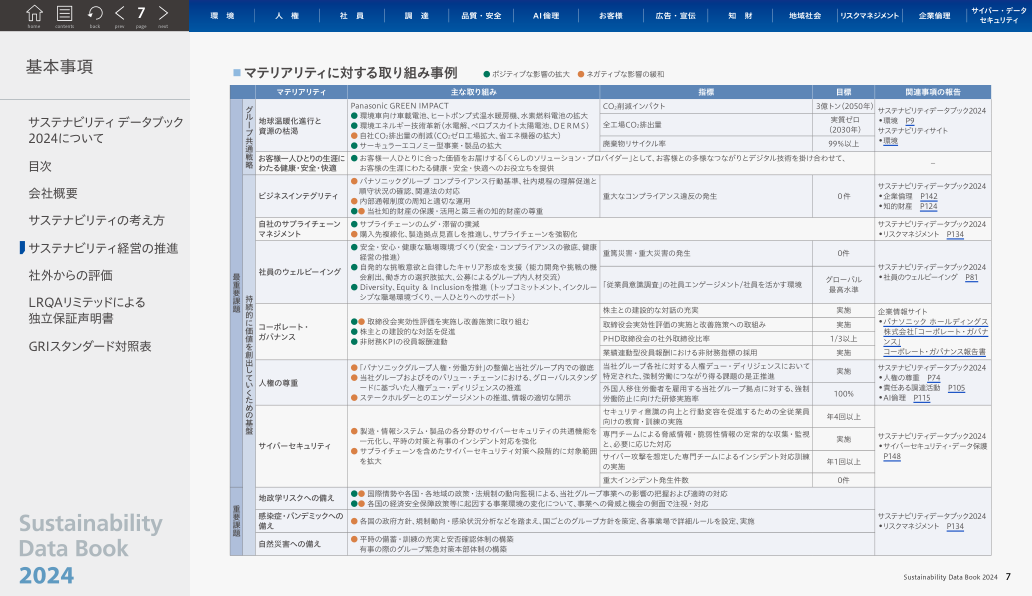 7
home
contents
back
prev
page
next
環 境
人 権
社 員
調 達
品質・安全
AI倫理
お客様
広告・宣伝
知 財
地域社会
リスクマネジメント
企業倫理
サイバー・データ
セキュリティ
基本事項
サステナビリティ データブック
2024について
目次
会社概要
サステナビリティの考え方
サステナビリティ経営の推進
社外からの評価
LRQAリミテッドによる
独立保証声明書
GRIスタンダード対照表
Sustainability
Data Book
2024
マテリアリティに対する取り組み事例
●ポジティブな影響の拡大 ●ネガティブな影響の緩和
マテリアリティ
主な取り組み
指標
目標
関連事項の報告
最重要課題
グループ共通戦略
地球温暖化進行と
資源の枯渇
Panasonic GREEN IMPACT
●環境車向け車載電池、ヒートポンプ式温水暖房機、水素燃料電池の拡大
●環境エネルギー技術革新(水電解、ペロブスカイト太陽電池、DERMS)
●自社CO₂排出量の削減(CO₂ゼロ工場拡大、省エネ機器の拡大)
●サーキュラーエコノミー型事業・製品の拡大
CO₂削減インパクト
3億トン(2050年)
全工場CO₂排出量
実質ゼロ
(2030年)
廃棄物リサイクル率
99%以上
サステナビリティデータブック2024
•環境 P9
サステナビリティサイト
•環境
お客様一人ひとりの生涯に
わたる健康・安全・快適
●お客様一人ひとりに合った価値をお届けする「くらしのソリューション・プロバイダー」として、お客様との多様なつながりとデジタル技術を掛け合わせて、
お客様の生涯にわたる健康・安全・快適へのお役立ちを提供
–
持続的に価値を創出していくための基盤
ビジネスインテグリティ
●パナソニックグループ コンプライアンス行動基準、社内規程の理解促進と
順守状況の確認、関連法の対応
●内部通報制度の周知と適切な運用
●●当社知的財産の保護・活用と第三者の知的財産の尊重
重大なコンプライアンス違反の発生
0件
サステナビリティデータブック2024
•企業倫理 P142
•知的財産 P124
自社のサプライチェーン
マネジメント
●サプライチェーンのムダ・滞留の撲滅
●購入先複線化、製造拠点見直しを推進し、サプライチェーンを強靭化
サステナビリティデータブック2024
•リスクマネジメント P134
社員のウェルビーイング
●安全・安心・健康な職場環境づくり(安全・コンプライアンスの徹底、健康
経営の推進)
●自発的な挑戦意欲と自律したキャリア形成を支援(能力開発や挑戦の機
会創出、働き方の選択肢拡大、公募によるグループ内人材交流)
●Diversity, Equity & Inclusionを推進(トップコミットメント、インクルー
シブな職場環境づくり、一人ひとりへのサポート)
重篤災害・重大災害の発生
0件
「従業員意識調査」の社員エンゲージメント/社員を活かす環境
グローバル
最高水準
サステナビリティデータブック2024
•社員のウェルビーイング P81
コーポレート・
ガバナンス
●●取締役会実効性評価を実施し改善施策に取り組む
●株主との建設的な対話を促進
●非財務KPIの役員報酬連動
株主との建設的な対話の充実
実施
取締役会実効性評価の実施と改善施策への取組み
実施
PHD取締役会の社外取締役比率
1/3以上
業績連動型役員報酬における非財務指標の採用
実施
企業情報サイト
•パナソニック ホールディングス
株式会社「コーポレート・ガバナ
ンス」
コーポレート・ガバナンス報告書
人権の尊重
●「パナソニックグループ人権・労働方針」の整備と当社グループ内での徹底
●当社グループおよびそのバリュー・チェーンにおける、グローバルスタンダ
ードに基づいた人権デュー・ディリジェンスの推進
●ステークホルダーとのエンゲージメントの推進、情報の適切な開示
当社グループ各社に対する人権デュー・ディリジェンスにおいて
特定された、強制労働につながり得る課題の是正推進
実施
外国人移住労働者を雇用する当社グループ拠点に対する、強制
労働防止に向けた研修実施率
100%
サステナビリティデータブック2024
•人権の尊重 P74
•責任ある調達活動 P105
•AI倫理 P115
サイバーセキュリティ
●製造・情報システム・製品の各分野のサイバーセキュリティの共通機能を
一元化し、平時の対策と有事のインシデント対応を強化
●サプライチェーンを含めたサイバーセキュリティ対策へ段階的に対象範囲
を拡大
セキュリティ意識の向上と行動変容を促進するための全従業員
向けの教育・訓練の実施
年4回以上
専門チームによる脅威情報・脆弱性情報の定常的な収集・監視
と、必要に応じた対応
実施
サイバー攻撃を想定した専門チームによるインシデント対応訓練
の実施
年1回以上
重大インシデント発生件数
0件
サステナビリティデータブック2024
•サイバーセキュリティ・データ保護
P148
重要課題
地政学リスクへの備え
●●国際情勢や各国・各地域の政策・法規制の動向監視による、当社グループ事業への影響の把握および適時の対応
●●各国の経済安全保障政策等に起因する事業環境の変化について、事業への脅威と機会の側面で注視・対応
感染症・パンデミックへの
備え
●各国の政府方針、規制動向・感染状況分析などを踏まえ、国ごとのグループ方針を策定、各事業場で詳細ルールを設定、実施
自然災害への備え
●平時の備蓄・訓練の充実と安否確認体制の構築
有事の際のグループ緊急対策本部体制の構築
サステナビリティデータブック2024
•リスクマネジメント P134
Sustainability Data Book 2024 7